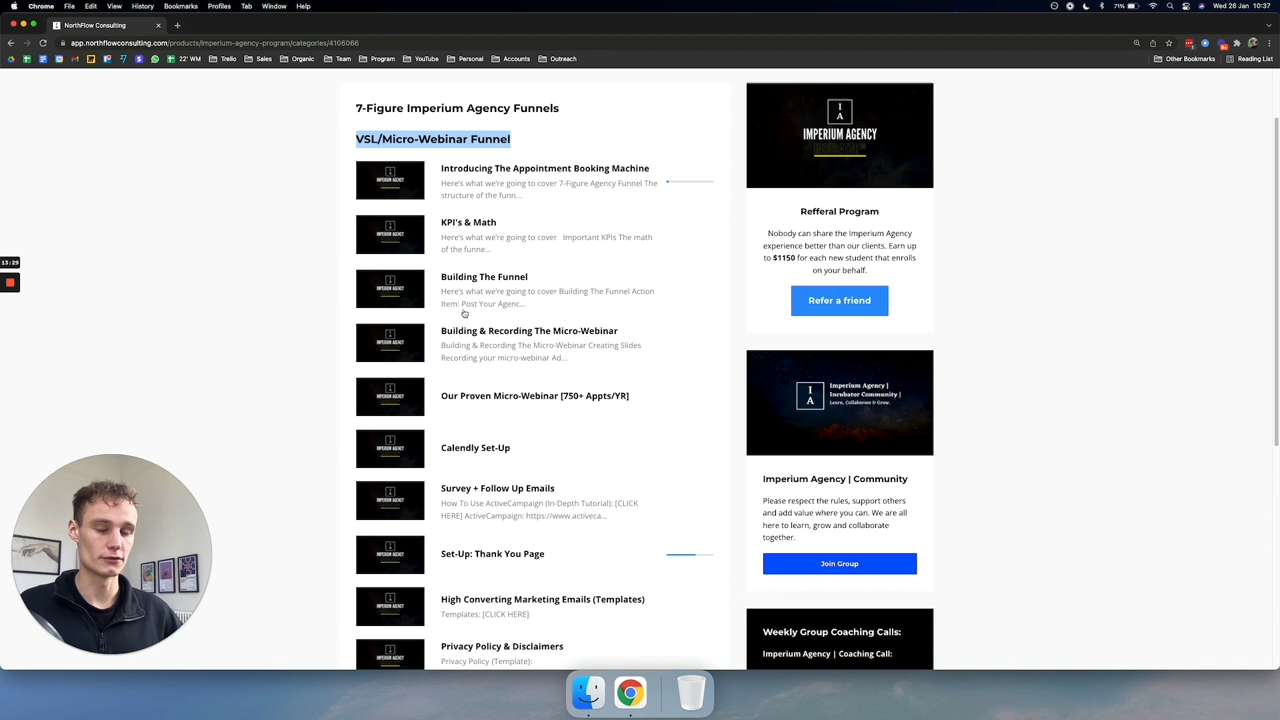 Chrome File Edit View History Bookmarks Profiles Tab Window Help
71% Wed 26 Jan 10:37
NorthFlow Consulting
app.northflowconsulting.com/products/imperium-agency-program/categories/4106066
22' WM Trello Sales Organic Team Program YouTube Personal Accounts Outreach Other Bookmarks Reading List
7-Figure Imperium Agency Funnels
VSL/Micro-Webinar Funnel
Introducing The Appointment Booking Machine
Here's what we're going to cover 7-Figure Agency Funnel The
structure of the funn...
KPI's & Math
Here's what we're going to cover Important KPIs The math
of the funne...
Building The Funnel
Here's what we're going to cover Building The Funnel Action
Item: Post Your Agenc...
Building & Recording The Micro-Webinar
Building & Recording The Micro-Webinar Creating Slides
Recording your micro-webinar Ad...
Our Proven Micro-Webinar [750+ Appts/YR]
Calendly Set-Up
Survey + Follow Up Emails
How To Use ActiveCampaign (In-Depth Tutorial): [CLICK
HERE] ActiveCampaign: https://www.activeca...
Set-Up: Thank You Page
High Converting Marketing Emails (Templates)
Templates: [CLICK HERE]
Privacy Policy & Disclaimers
Privacy Policy (Template):
IA
IMPERIUM AGENCY
INCUBATOR
Refferal Program
Nobody can share the Imperium Agency
experience better than our clients. Earn up
to $1150 for each new student that enrolls
on your behalf.
Refer a friend
IA
Imperium Agency |
Incubator Community |
Learn, Collaborate & Grow.
Imperium Agency | Community
Please respect the rules, support others
and add value where you can. We are all
here to learn, grow and collaborate
together.
Join Group
Weekly Group Coaching Calls:
Imperium Agency | Coaching Call:
13:29